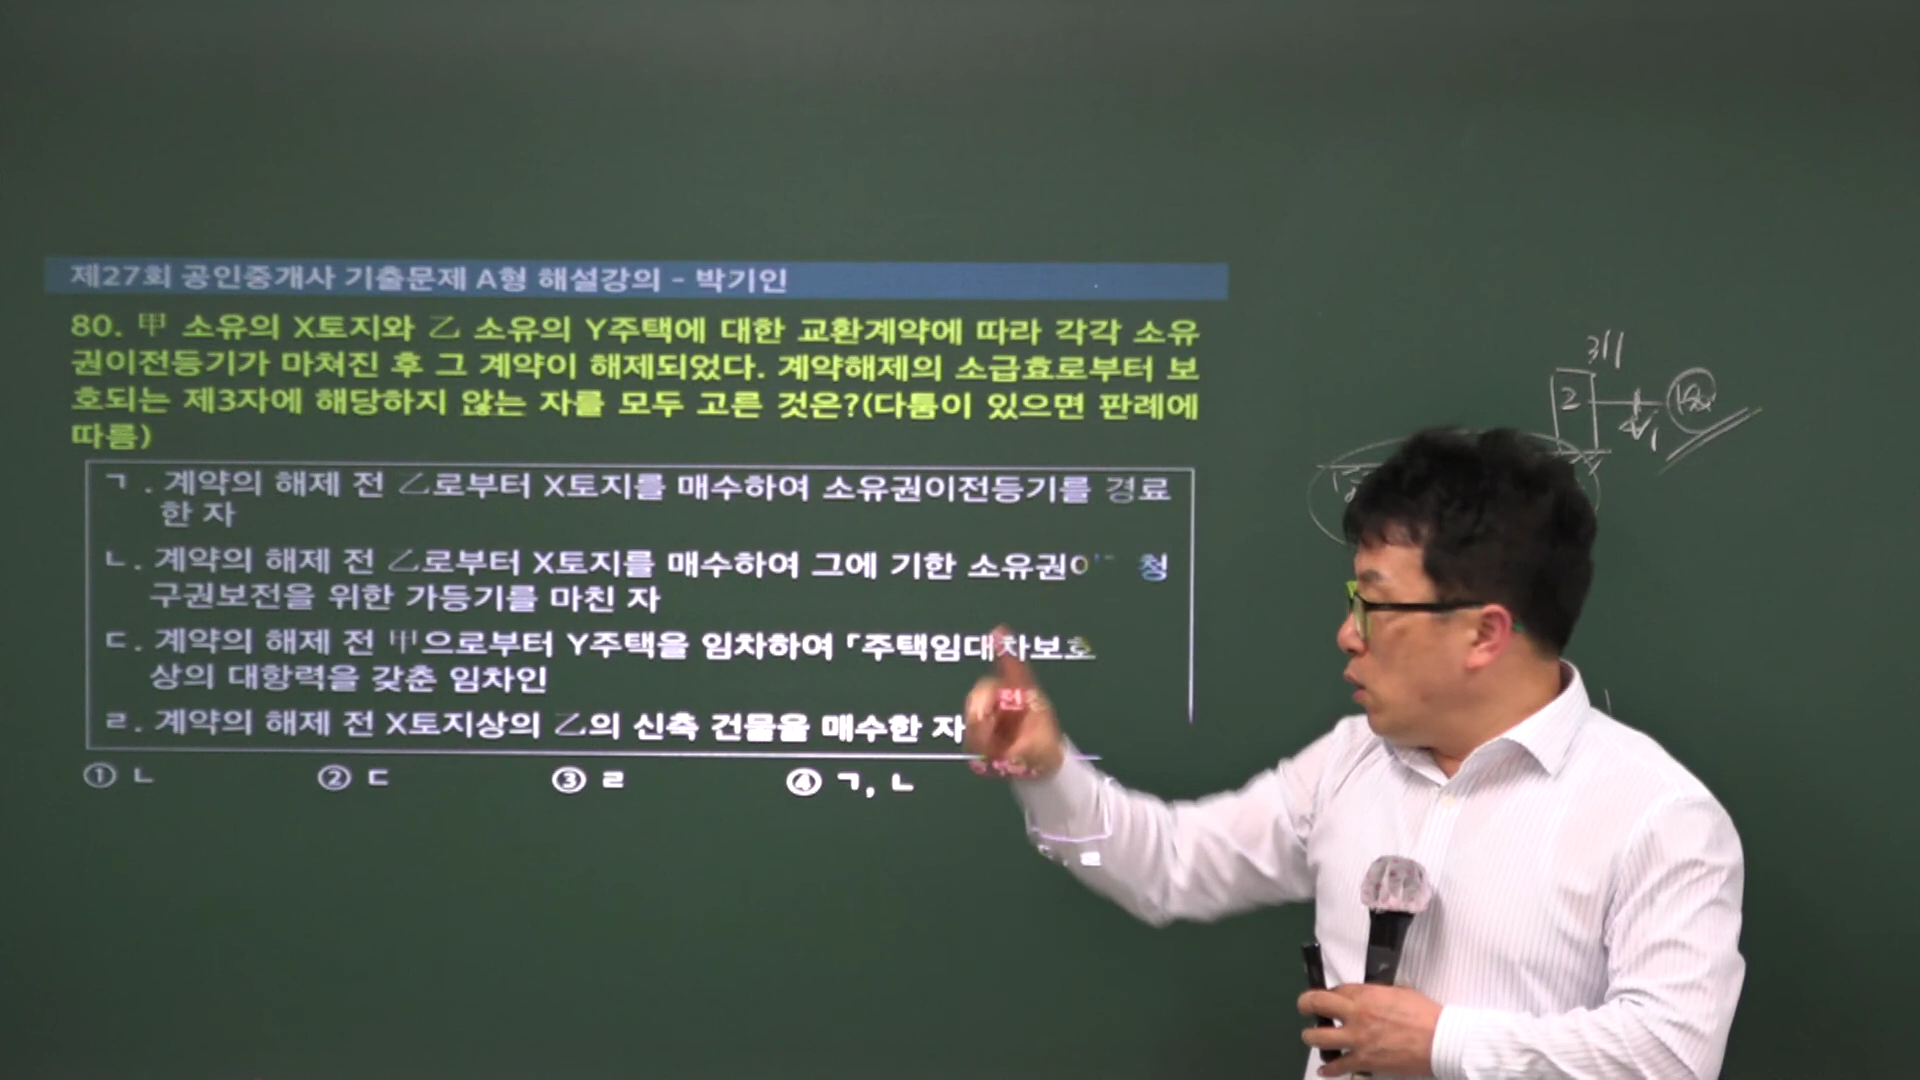 제27회 공인중개사 기출문제 A형 해설강의 - 박기인
80. 甲 소유의 X토지와 乙 소유의 Y주택에 대한 교환계약에 따라 각각 소유
권이전등기가 마쳐진 후 그 계약이 해제되었다. 계약해제의 소급효로부터 보
호되는 제3자에 해당하지 않는 자를 모두 고른 것은?(다툼이 있으면 판례에
따름)
ㄱ. 계약의 해제 전 乙로부터 X토지를 매수하여 소유권이전등기를 경료
한 자
ㄴ. 계약의 해제 전 乙로부터 X토지를 매수하여 그에 기한 소유권이 청
구권보전을 위한 가등기를 마친 자
ㄷ. 계약의 해제 전 甲으로부터 Y주택을 임차하여 「주택임대차보호
상의 대항력을 갖춘 임차인
ㄹ. 계약의 해제 전 X토지상의 乙의 신축 건물을 매수한 자
① ㄴ ② ㄷ ③ ㄹ ④ ㄱ, ㄴ
311
2